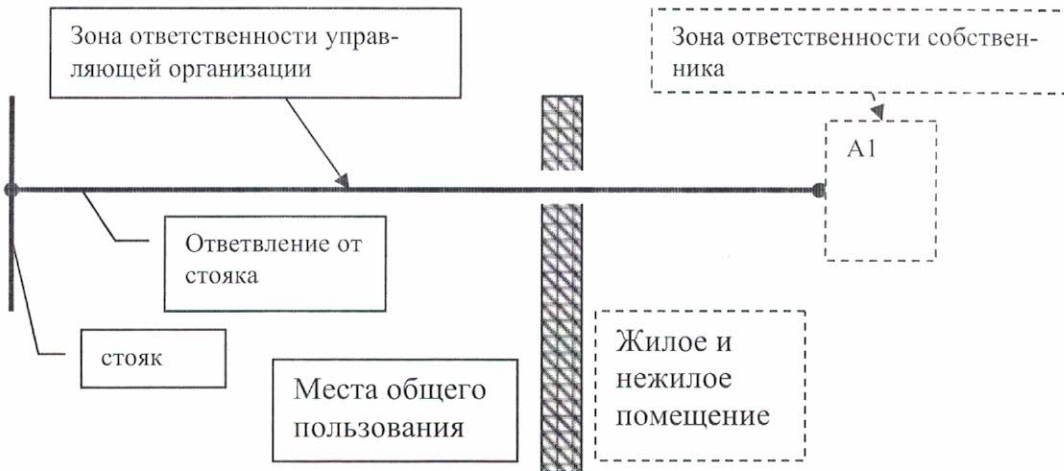 Зона ответственности управ-
ляющей организации
Зона ответственности собствен-
ника
А1
Ответвление от
стояка
стояк
Места общего
пользования
Жилое и
нежилое
помещение